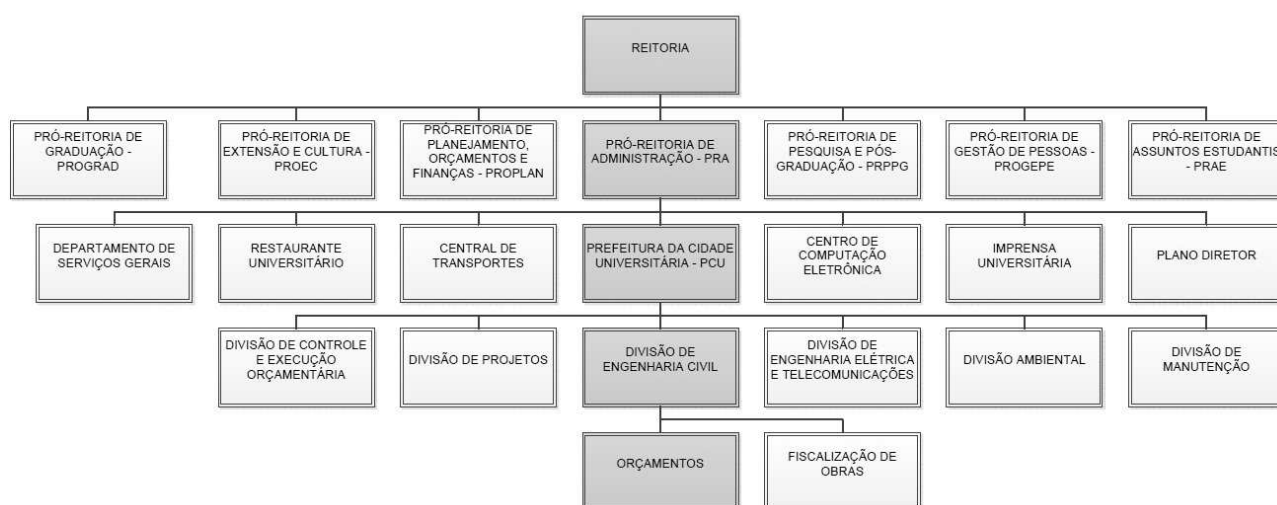 REITORIA
PRÓ-REITORIA DE
GRADUAÇÃO -
PROGRAD
PRÓ-REITORIA DE
EXTENSÃO E CULTURA -
PROEC
PRÓ-REITORIA DE
PLANEJAMENTO,
ORÇAMENTOS E
FINANÇAS - PROPLAN
PRÓ-REITORIA DE
ADMINISTRAÇÃO - PRA
PRÓ-REITORIA DE
PESQUISA E PÓS-
GRADUAÇÃO - PRPPG
PRÓ-REITORIA DE
GESTÃO DE PESSOAS -
PROGEPE
PRÓ-REITORIA DE
ASSUNTOS ESTUDANTIS
- PRAE
DEPARTAMENTO DE
SERVIÇOS GERAIS
RESTAURANTE
UNIVERSITÁRIO
CENTRAL DE
TRANSPORTES
PREFEITURA DA CIDADE
UNIVERSITÁRIA - PCU
CENTRO DE
COMPUTAÇÃO
ELETRÔNICA
IMPRENSA
UNIVERSITÁRIA
PLANO DIRETOR
DIVISÃO DE CONTROLE
E EXECUÇÃO
ORÇAMENTÁRIA
DIVISÃO DE PROJETOS
DIVISÃO DE
ENGENHARIA CIVIL
DIVISÃO DE
ENGENHARIA ELÉTRICA
E TELECOMUNICAÇÕES
DIVISÃO AMBIENTAL
DIVISÃO DE
MANUTENÇÃO
ORÇAMENTOS
FISCALIZAÇÃO DE
OBRAS